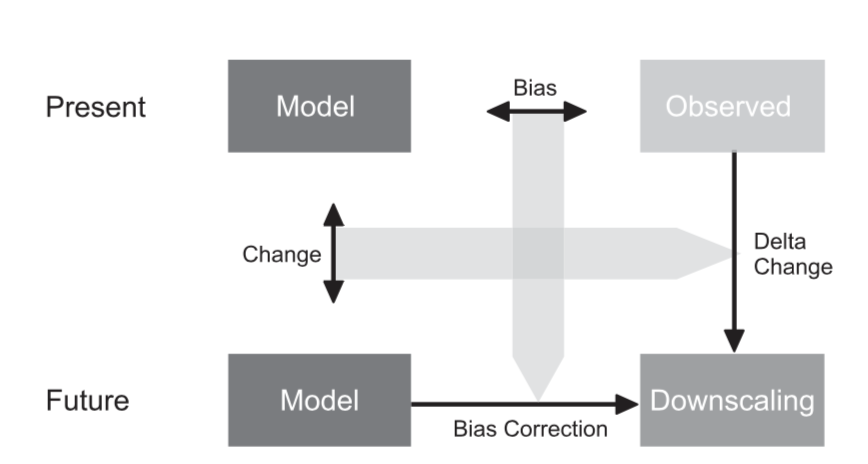 Bias
Present
Model
Observed
Change
Delta
Change
Future
Model
Downscaling
Bias Correction